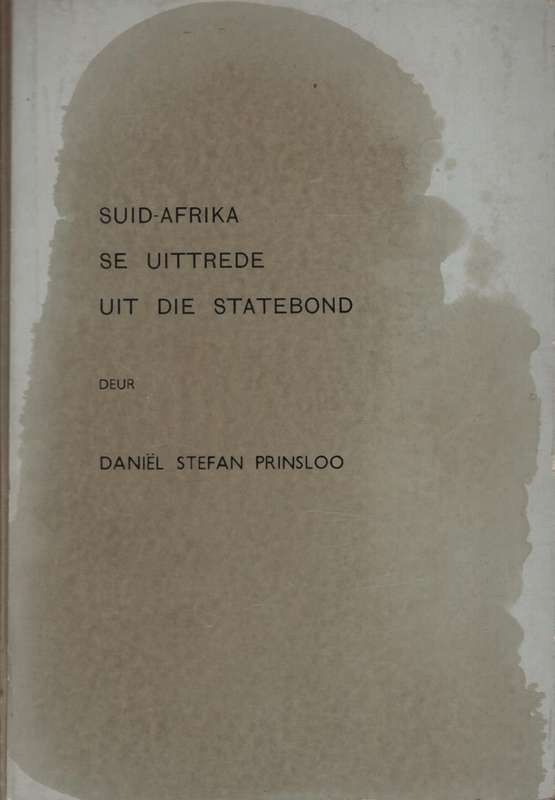 SUID-AFRIKA
SE UITTREDE
UIT DIE STATEBOND
DEUR
DANIËL STEFAN PRINSLOO